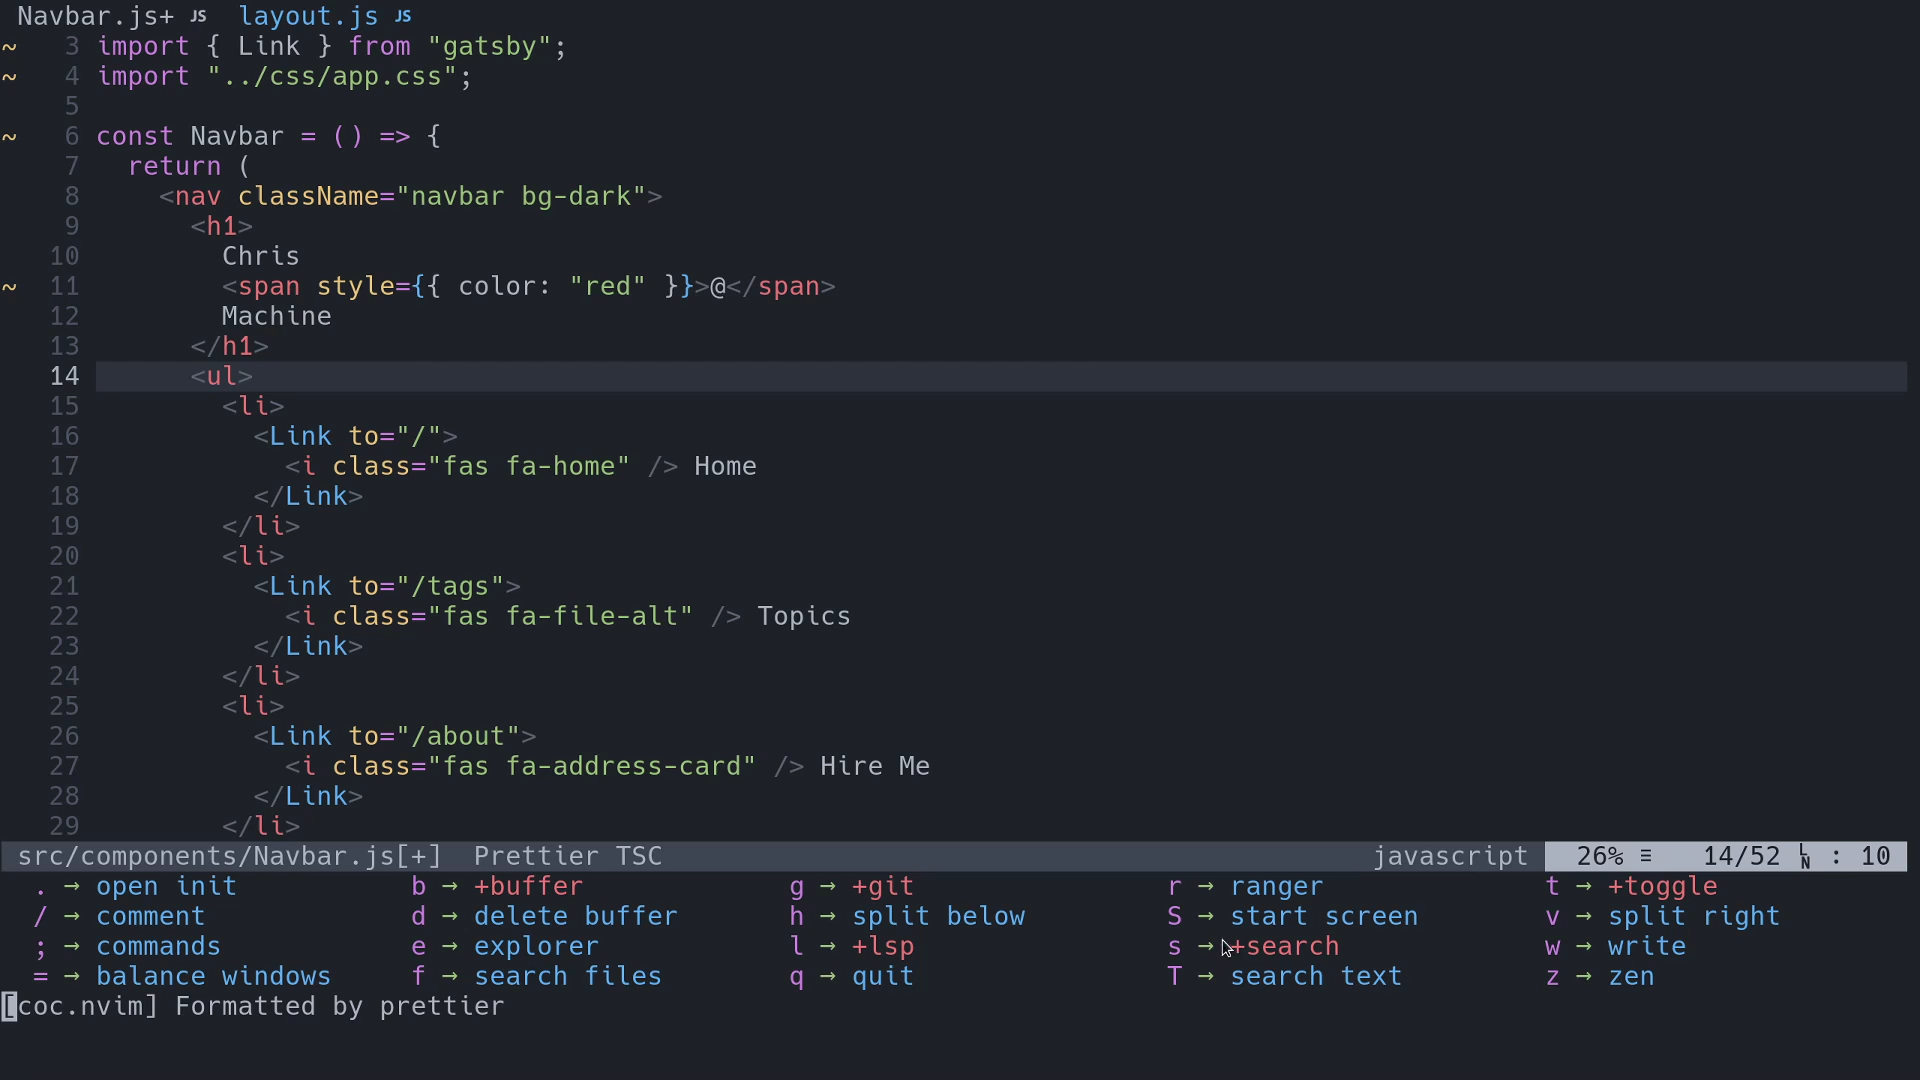 Navbar.js+ JS layout.js JS
~ 3 import { Link } from "gatsby";
~ 4 import "../css/app.css";
5
~ 6 const Navbar = () => {
7 return (
8 <nav className="navbar bg-dark">
9 <h1>
10 Chris
~ 11 <span style={{ color: "red" }}>@</span>
12 Machine
13 </h1>
14 <ul>
15 <li>
16 <Link to="/">
17 <i class="fas fa-home" /> Home
18 </Link>
19 </li>
20 <li>
21 <Link to="/tags">
22 <i class="fas fa-file-alt" /> Topics
23 </Link>
24 </li>
25 <li>
26 <Link to="/about">
27 <i class="fas fa-address-card" /> Hire Me
28 </Link>
29 </li>
src/components/Navbar.js[+] Prettier TSC javascript 26% ≡ 14/52 LN : 10
. → open init b → +buffer g → +git r → ranger t → +toggle
/ → comment d → delete buffer h → split below S → start screen v → split right
; → commands e → explorer l → +lsp s → +search w → write
= → balance windows f → search files q → quit T → search text z → zen
[coc.nvim] Formatted by prettier